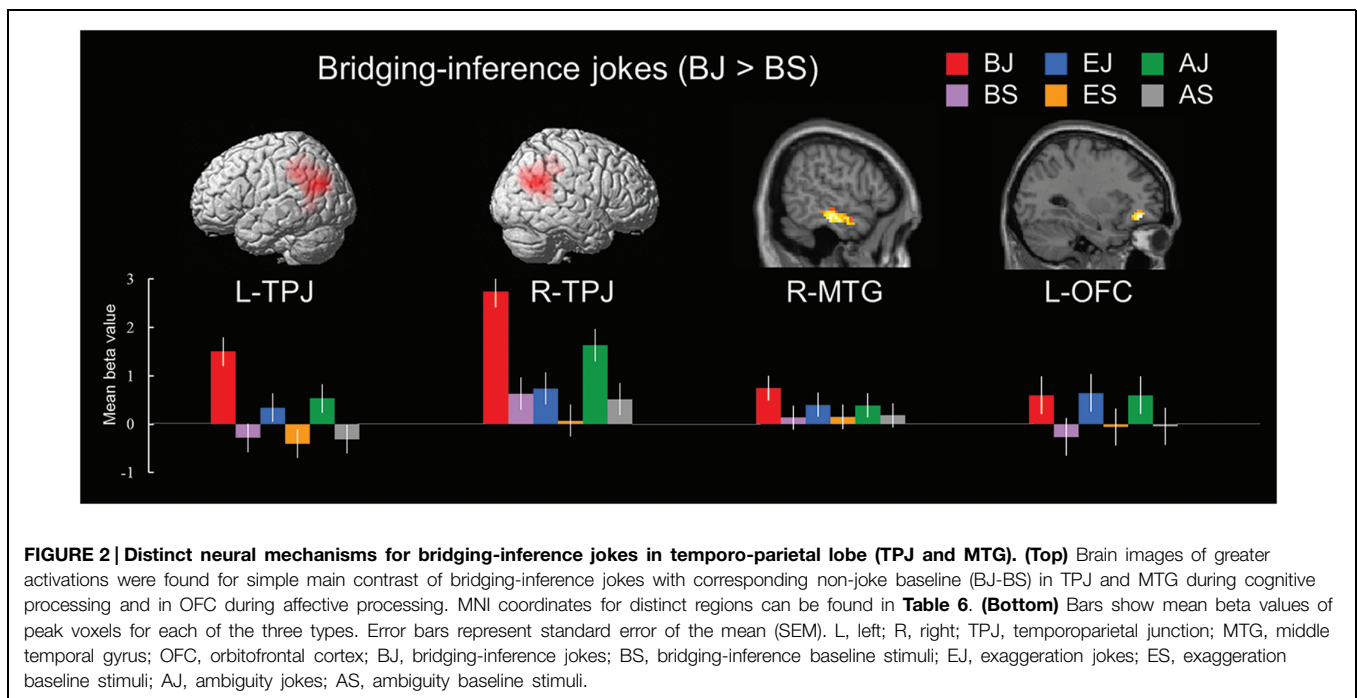 Bridging-inference jokes (BJ > BS)
BJ EJ AJ
BS ES AS
L-TPJ R-TPJ R-MTG L-OFC
Mean beta value
3
2
1
0
-1
FIGURE 2 | Distinct neural mechanisms for bridging-inference jokes in temporo-parietal lobe (TPJ and MTG). (Top) Brain images of greater
activations were found for simple main contrast of bridging-inference jokes with corresponding non-joke baseline (BJ-BS) in TPJ and MTG during cognitive
processing and in OFC during affective processing. MNI coordinates for distinct regions can be found in Table 6. (Bottom) Bars show mean beta values of
peak voxels for each of the three types. Error bars represent standard error of the mean (SEM). L, left; R, right; TPJ, temporoparietal junction; MTG, middle
temporal gyrus; OFC, orbitofrontal cortex; BJ, bridging-inference jokes; BS, bridging-inference baseline stimuli; EJ, exaggeration jokes; ES, exaggeration
baseline stimuli; AJ, ambiguity jokes; AS, ambiguity baseline stimuli.